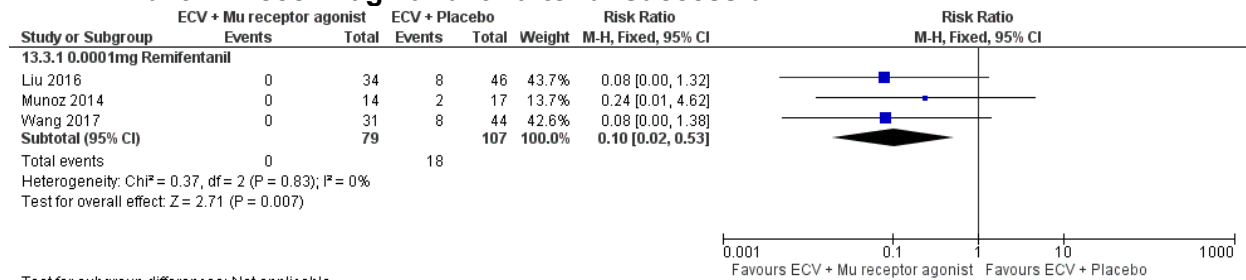 ECV + Mu receptor agonist ECV + Placebo Risk Ratio Risk Ratio
Study or Subgroup Events Total Events Total Weight M-H, Fixed, 95% CI M-H, Fixed, 95% CI
13.3.1 0.0001mg Remifentanil
Liu 2016 0 34 8 46 43.7% 0.08 [0.00, 1.32]
Munoz 2014 0 14 2 17 13.7% 0.24 [0.01, 4.62]
Wang 2017 0 31 8 44 42.6% 0.08 [0.00, 1.38]
Subtotal (95% CI) 79 107 100.0% 0.10 [0.02, 0.53]
Total events 0 18
Heterogeneity: Chi² = 0.37, df = 2 (P = 0.83); I² = 0%
Test for overall effect: Z = 2.71 (P = 0.007)
0.001 0.1 1 10 1000
Favours ECV + Mu receptor agonist Favours ECV + Placebo